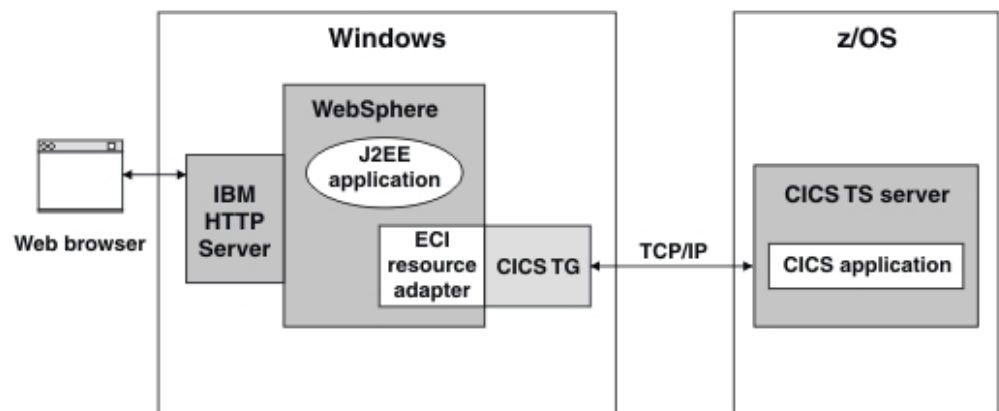 Windows
z/OS
WebSphere
J2EE
application
IBM
HTTP
Server
Web browser
ECI
resource
adapter
CICS TG
TCP/IP
CICS TS server
CICS application